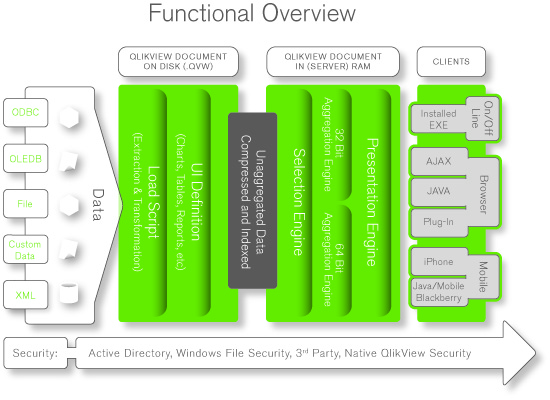 Functional Overview
QLIKVIEW DOCUMENT
ON DISK (.QVW)
QLIKVIEW DOCUMENT
IN (SERVER) RAM
CLIENTS
ODBC
OLEDB
File
Custom
Data
XML
Data
Load Script
(Extraction & Transformation)
UI Definition
(Charts, Tables, Reports, etc)
Unaggregated Data
Compressed and Indexed
Selection Engine
32 Bit
Aggregation Engine
64 Bit
Aggregation Engine
Presentation Engine
Installed
EXE
On/Off
Line
AJAX
JAVA
Plug-In
Browser
iPhone
Java/Mobile
Blackberry
Mobile
Security:
Active Directory, Windows File Security, 3rd Party, Native QlikView Security